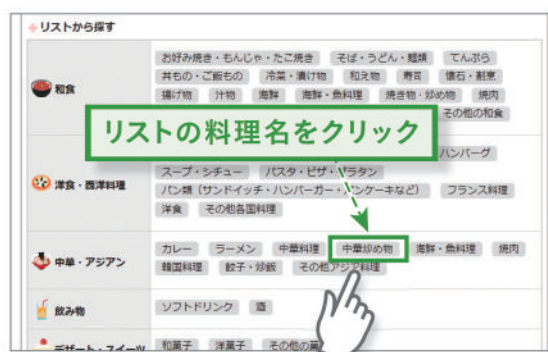 リストから探す
お好み焼き・もんじゃ・たこ焼き そば・うどん・麺類 てんぷら
丼もの・ご飯もの 冷菜・漬け物 和え物 寿司 懐石・割烹
和食
揚げ物 汁物 海鮮 海鮮・魚料理 焼き物・炒め物 焼肉
その他の和食
リストの料理名をクリック
ハンバーグ
スープ・シチュー パスタ・ピザ・グラタン
洋食・西洋料理
パン類（サンドイッチ・ハンバーガー・パンケーキなど） フランス料理
洋食 その他各国料理
カレー ラーメン 中華料理 中華炒め物 海鮮・魚料理 焼肉
中華・アジアン
韓国料理 餃子・炒飯 その他アジア料理
飲み物 ソフトドリンク 酒
デザート・スイーツ 和菓子 洋菓子 その他の